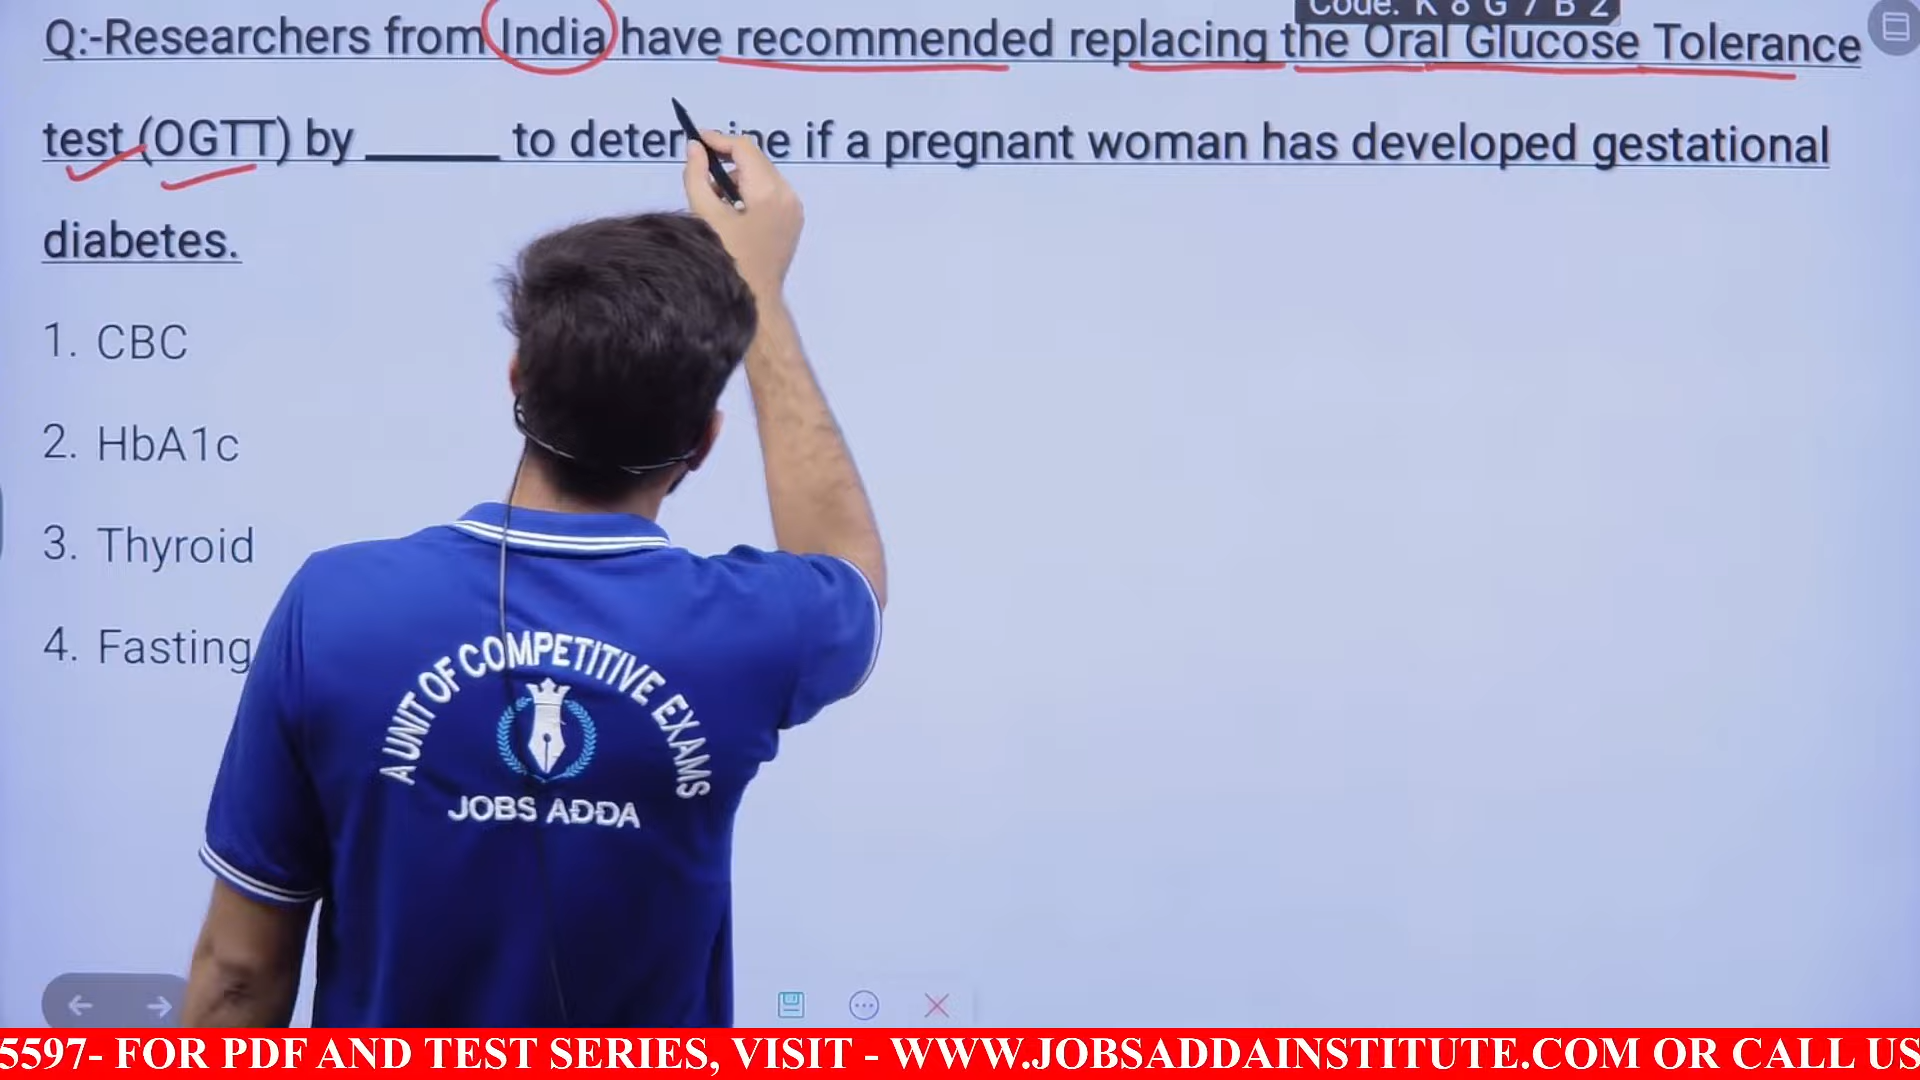 Code: K 8 G 7 B 2
Q:-Researchers from India have recommended replacing the Oral Glucose Tolerance
test (OGTT) by ______ to determine if a pregnant woman has developed gestational
diabetes.
1. CBC
2. HbA1c
3. Thyroid
4. Fasting
A UNIT OF COMPETITIVE EXAMS
JOBS ADDA
5597- FOR PDF AND TEST SERIES, VISIT - WWW.JOBSADDAINSTITUTE.COM OR CALL US